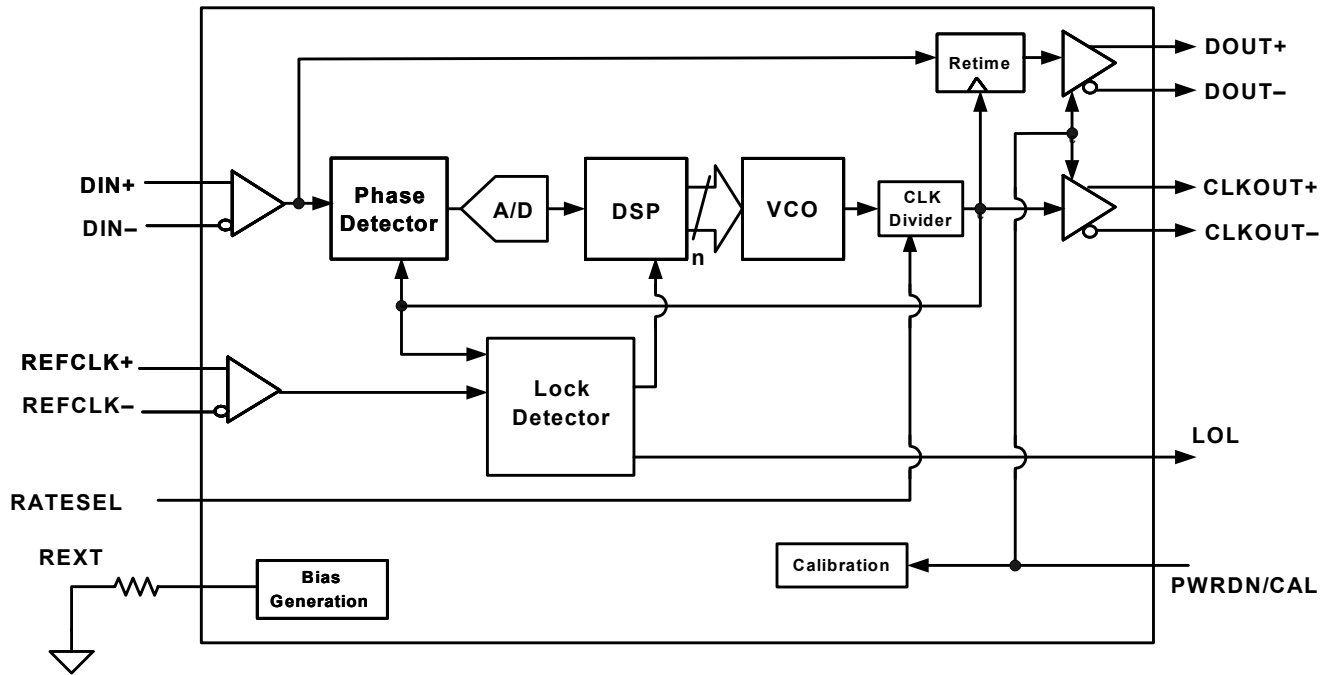 DOUT+
Retime
DOUT–
DIN+
Phase
Detector
A/D
DSP
n
VCO
CLK
Divider
CLKOUT+
DIN–
CLKOUT–
REFCLK+
REFCLK–
Lock
Detector
LOL
RATESEL
REXT
Bias
Generation
Calibration
PWRDN/CAL